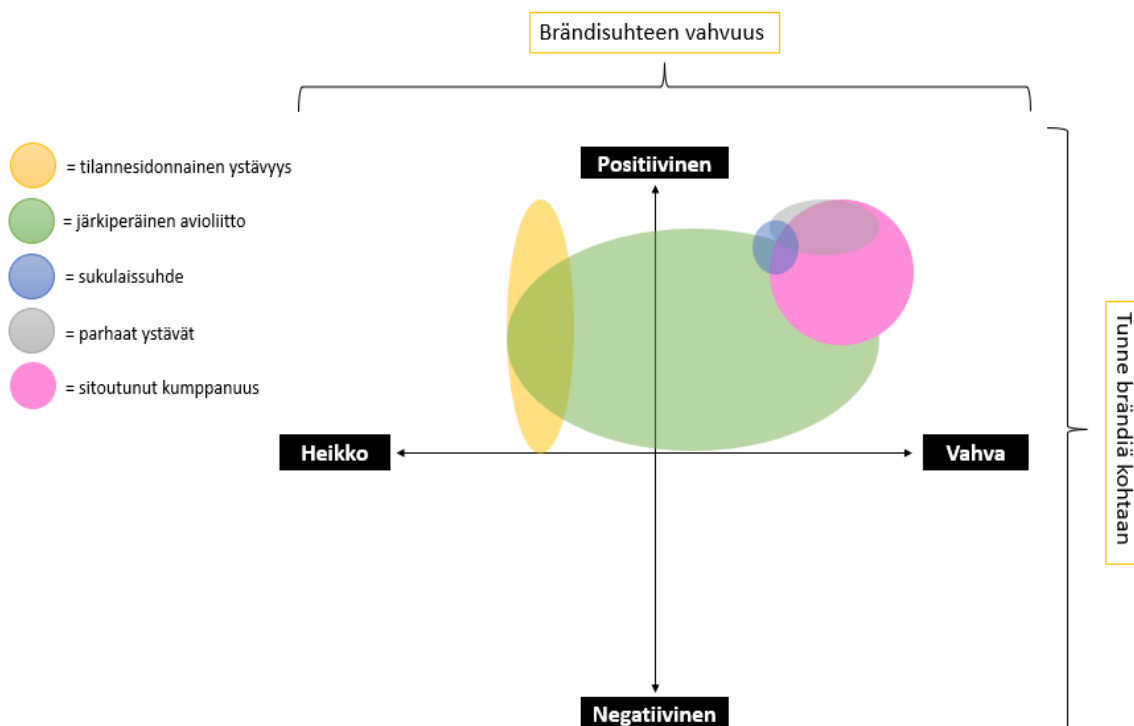 Brändisuhteen vahvuus
= tilannesidonnainen ystävyys
= järkiperäinen avioliitto
= sukulaissuhde
= parhaat ystävät
= sitoutunut kumppanuus
Positiivinen
Heikko
Vahva
Negatiivinen
Tunne brändiä kohtaan